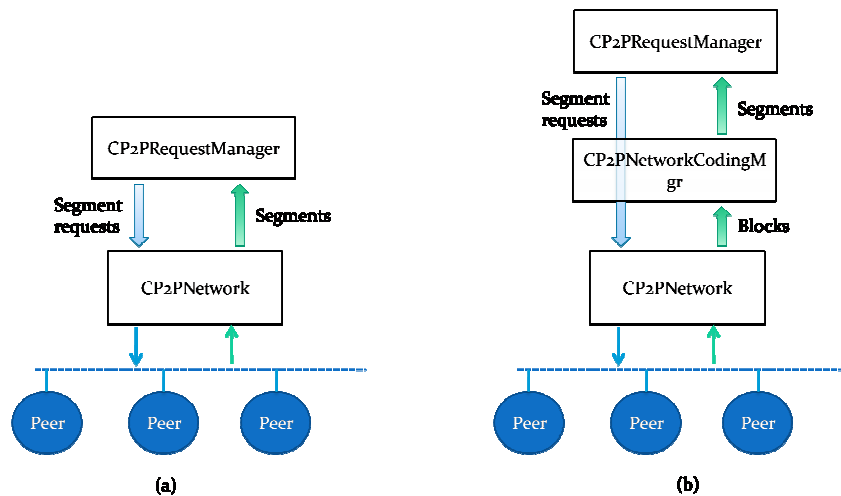 CP2PRequestManager
Segment
requests
Segments
CP2PNetwork
Peer
Peer
Peer
(a)
CP2PRequestManager
Segment
requests
Segments
CP2PNetworkCodingM
gr
Blocks
CP2PNetwork
Peer
Peer
Peer
(b)